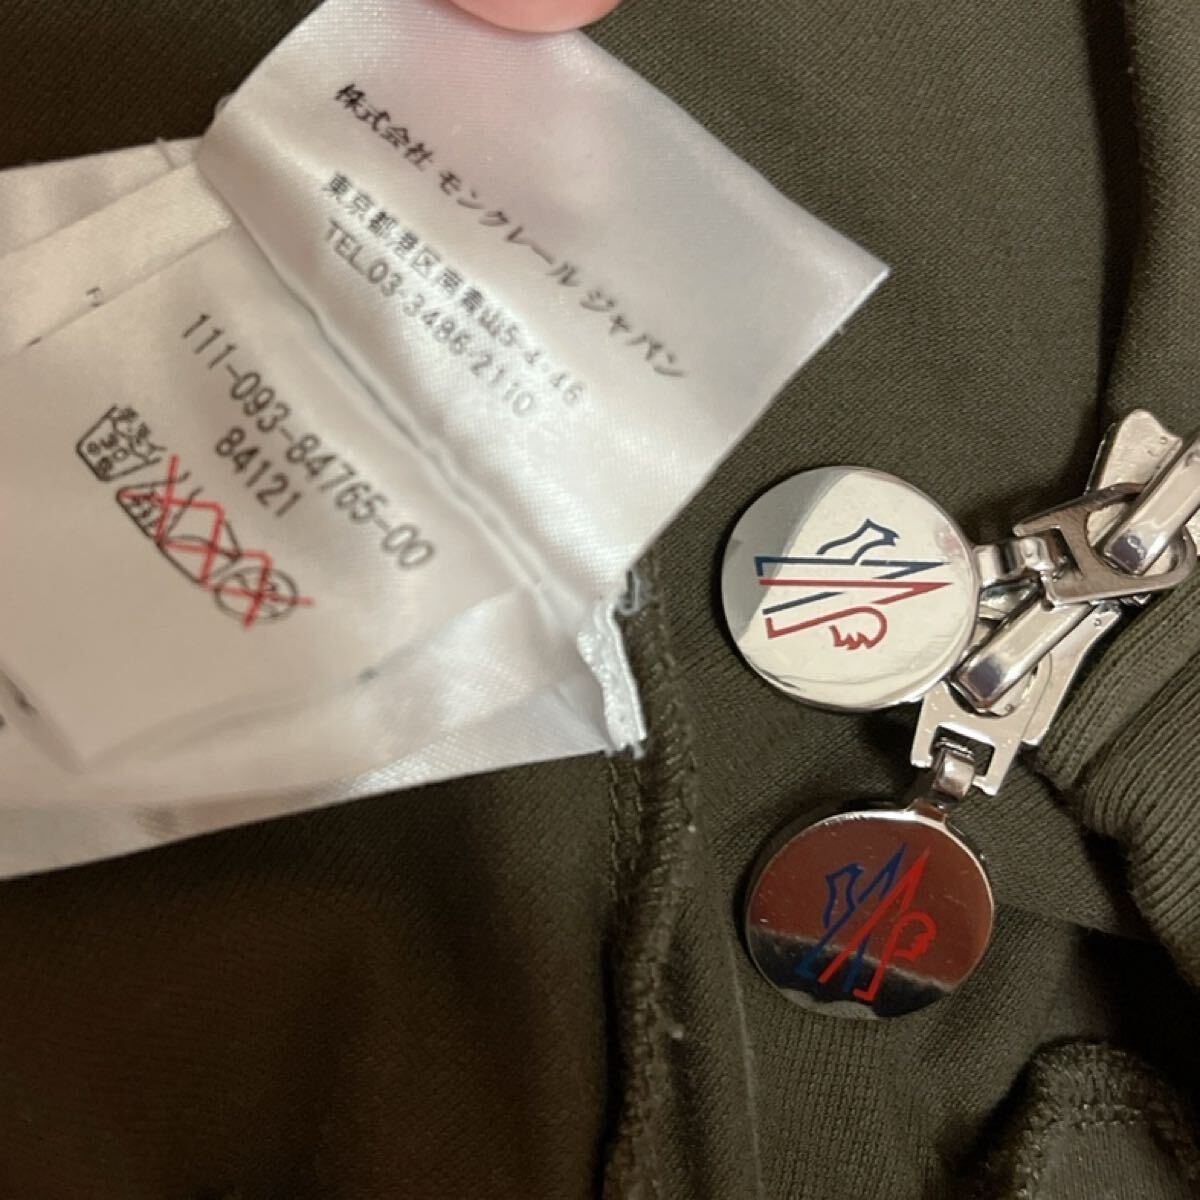 株式会社 モンクレール ジャパン
東京都港区南青山5-4-46
TEL.03-3486-2110
111-093-84765-00
84121